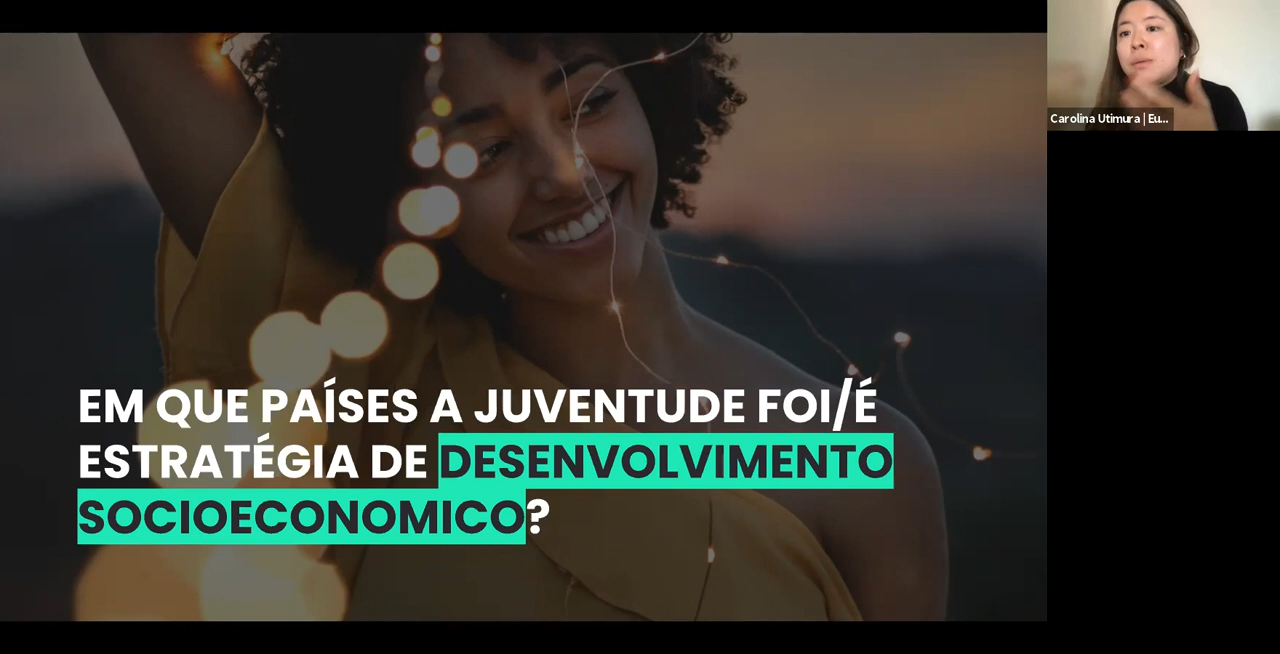 EM QUE PAÍSES A JUVENTUDE FOI/É
ESTRATÉGIA DE DESENVOLVIMENTO
SOCIOECONOMICO?
Carolina Utimura | Eu...